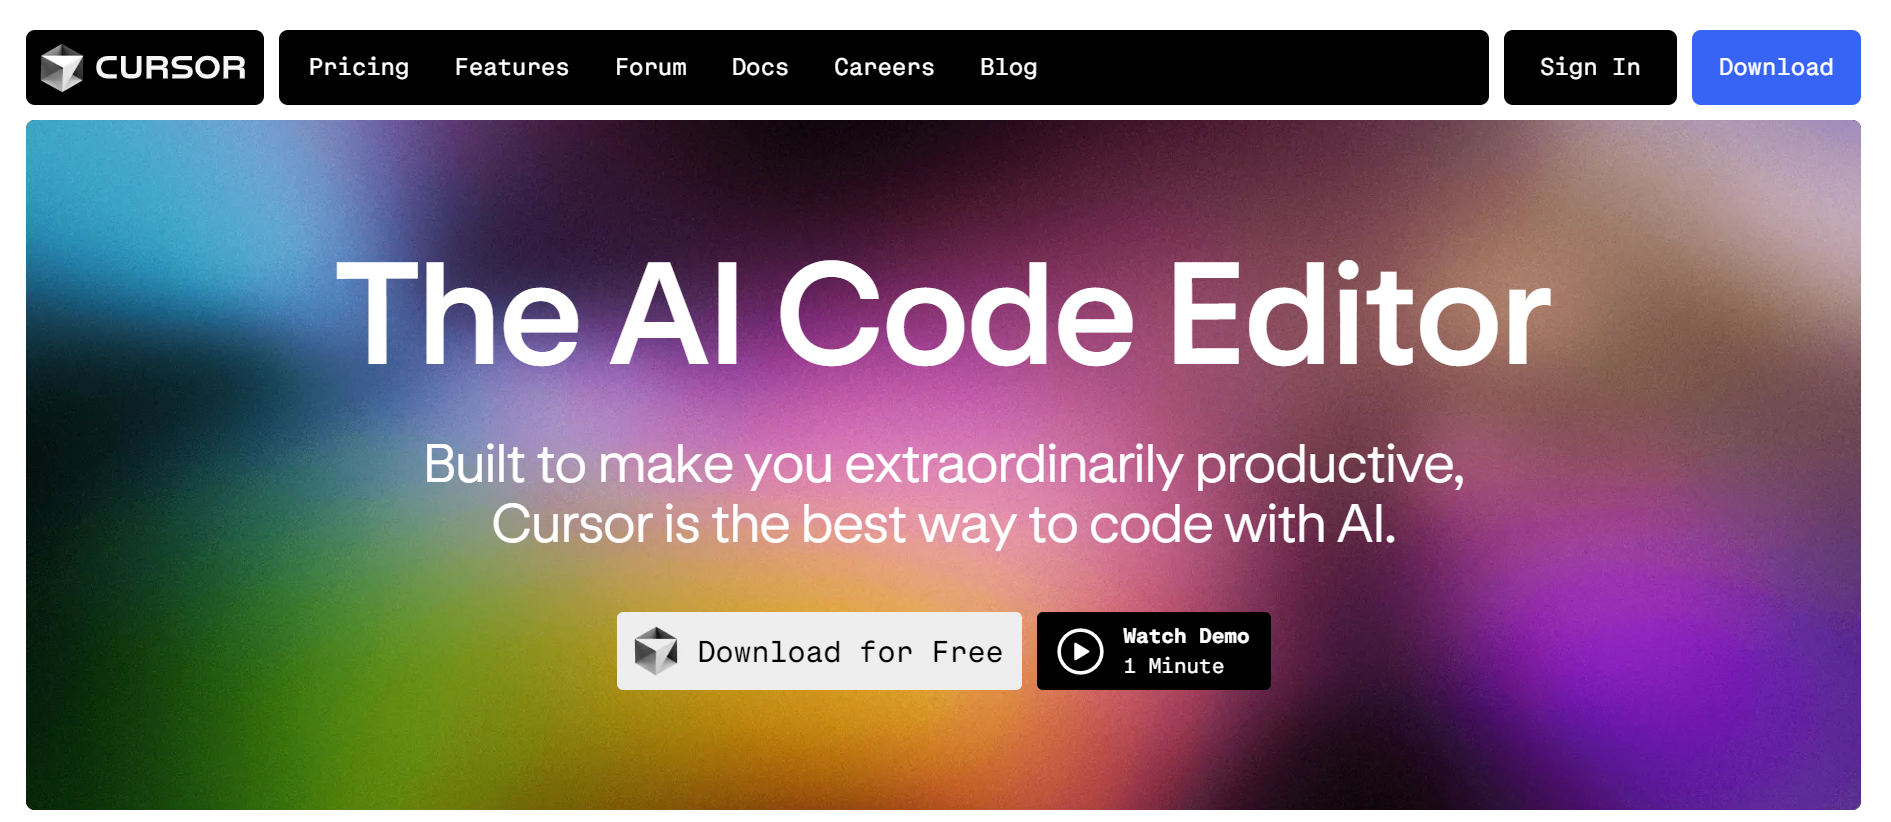 CURSOR
Pricing Features Forum Docs Careers Blog
Sign In
Download
The AI Code Editor
Built to make you extraordinarily productive,
Cursor is the best way to code with AI.
Download for Free
Watch Demo
1 Minute